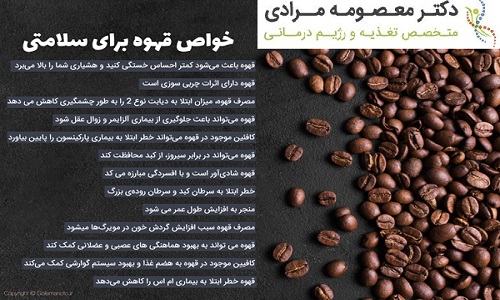 دکتر معصومه مرادی
متخصص تغذیه و رژیم درمانی
خواص قهوه برای سلامتی
قهوه باعث می‌شود کمتر احساس خستگی کنید و هشیاری شما را بالا می‌برد
قهوه دارای اثرات چربی سوزی است
مصرف قهوه، میزان ابتلا به دیابت نوع 2 را به طور چشمگیری کاهش می دهد
قهوه می‌تواند باعث جلوگیری از بیماری آلزایمر و زوال عقل شود
کافئین موجود در قهوه می‌تواند خطر ابتلا به بیماری پارکینسون را پایین بیاورد
قهوه می‌تواند در برابر سیروز، از کبد محافظت کند
قهوه شادی‌آور است و با افسردگی مبارزه می کند
خطر ابتلا به سرطان کبد و سرطان روده‌ی بزرگ
منجر به افزایش طول عمر می شود
مصرف قهوه سبب افزایش گردش خون در مویرگ‌ها میشود
قهوه می تواند به بهبود هماهنگی های عصبی و عضلانی کمک کند
کافیین موجود در قهوه به هضم غذا و بهبود سیستم گوارشی کمک می‌کند
قهوه خطر ابتلا به بیماری ام اس را کاهش می‌دهد